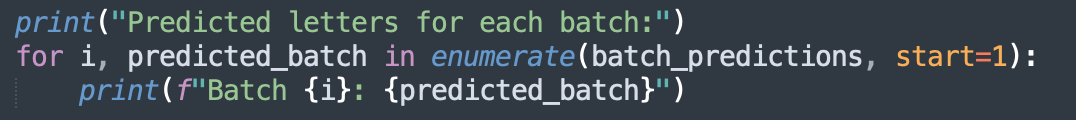 print("Predicted letters for each batch:")
for i, predicted_batch in enumerate(batch_predictions, start=1):
    print(f"Batch {i}: {predicted_batch}")